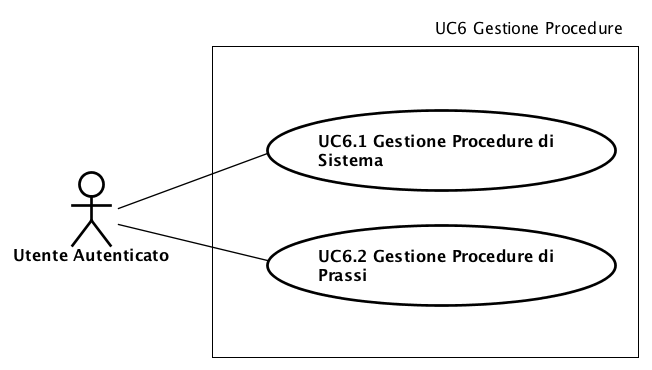 UC6 Gestione Procedure
UC6.1 Gestione Procedure di
Sistema
Utente Autenticato
UC6.2 Gestione Procedure di
Prassi